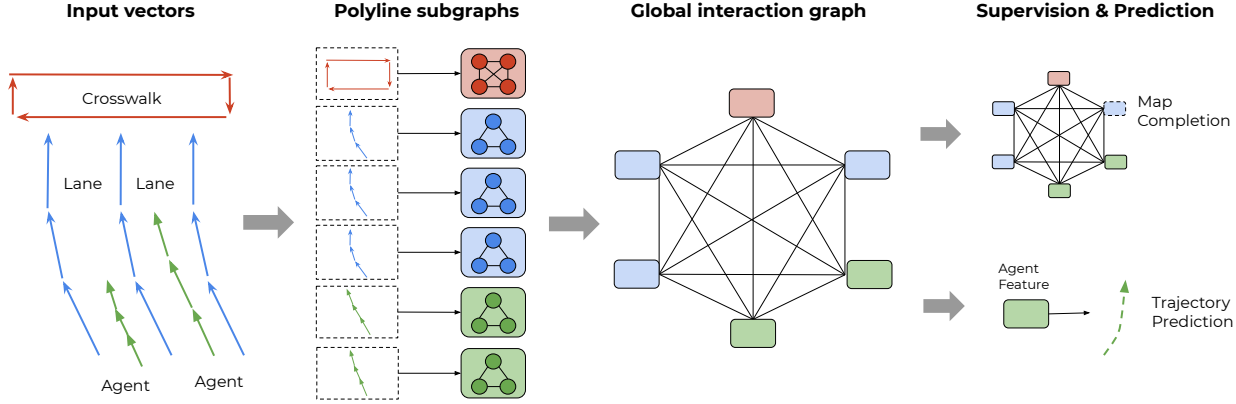 Input vectors
Polyline subgraphs
Global interaction graph
Supervision & Prediction
Crosswalk
Lane
Lane
Agent
Agent
Map
Completion
Agent
Feature
Trajectory
Prediction